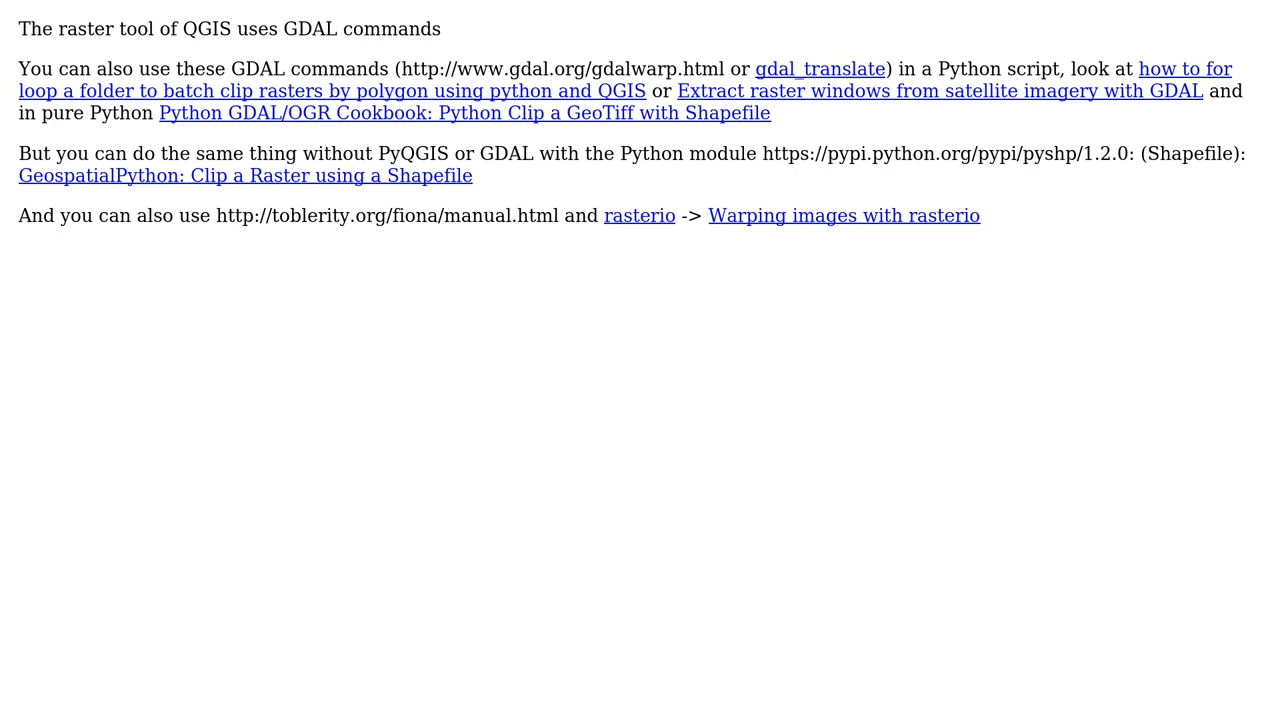 The raster tool of QGIS uses GDAL commands
You can also use these GDAL commands (http://www.gdal.org/gdalwarp.html or gdal_translate) in a Python script, look at how to for
loop a folder to batch clip rasters by polygon using python and QGIS or Extract raster windows from satellite imagery with GDAL and
in pure Python Python GDAL/OGR Cookbook: Python Clip a GeoTiff with Shapefile
But you can do the same thing without PyQGIS or GDAL with the Python module https://pypi.python.org/pypi/pyshp/1.2.0: (Shapefile):
GeospatialPython: Clip a Raster using a Shapefile
And you can also use http://toblerity.org/fiona/manual.html and rasterio -> Warping images with rasterio